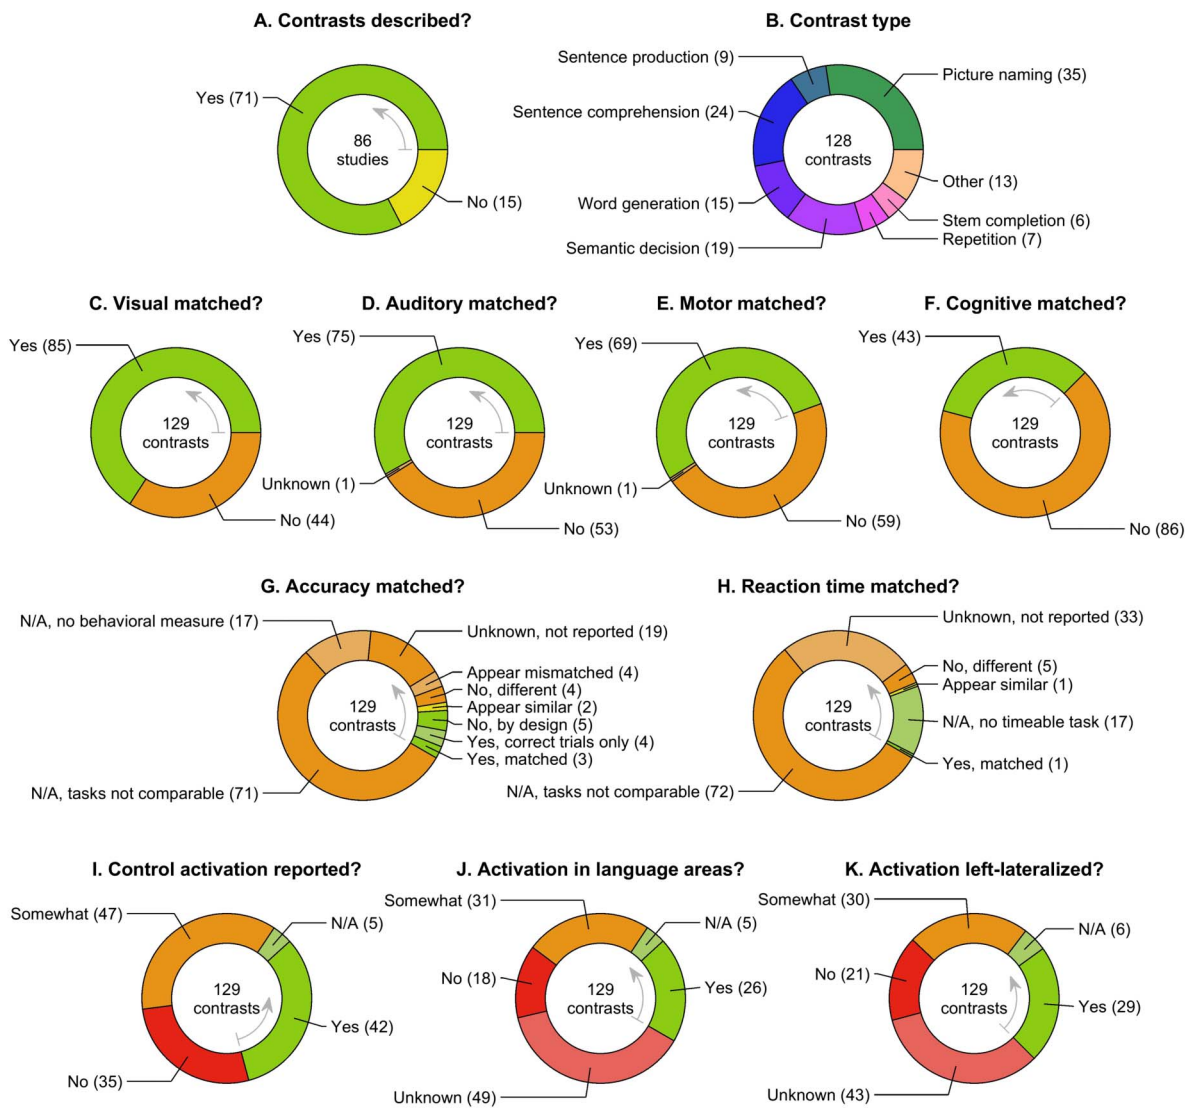 A. Contrasts described?
Yes (71)
86
studies
No (15)
B. Contrast type
Sentence production (9)
Picture naming (35)
Sentence comprehension (24)
128
contrasts
Other (13)
Word generation (15)
Stem completion (6)
Repetition (7)
Semantic decision (19)
C. Visual matched?
Yes (85)
129
contrasts
No (44)
D. Auditory matched?
Yes (75)
129
contrasts
Unknown (1)
No (53)
E. Motor matched?
Yes (69)
129
contrasts
Unknown (1)
No (59)
F. Cognitive matched?
Yes (43)
129
contrasts
No (86)
G. Accuracy matched?
N/A, no behavioral measure (17)
Unknown, not reported (19)
Appear mismatched (4)
No, different (4)
Appear similar (2)
No, by design (5)
Yes, correct trials only (4)
Yes, matched (3)
129
contrasts
N/A, tasks not comparable (71)
H. Reaction time matched?
Unknown, not reported (33)
No, different (5)
Appear similar (1)
N/A, no timeable task (17)
Yes, matched (1)
129
contrasts
N/A, tasks not comparable (72)
I. Control activation reported?
Somewhat (47)
N/A (5)
129
contrasts
Yes (42)
No (35)
J. Activation in language areas?
Somewhat (31)
N/A (5)
No (18)
129
contrasts
Yes (26)
Unknown (49)
K. Activation left-lateralized?
Somewhat (30)
N/A (6)
No (21)
129
contrasts
Yes (29)
Unknown (43)